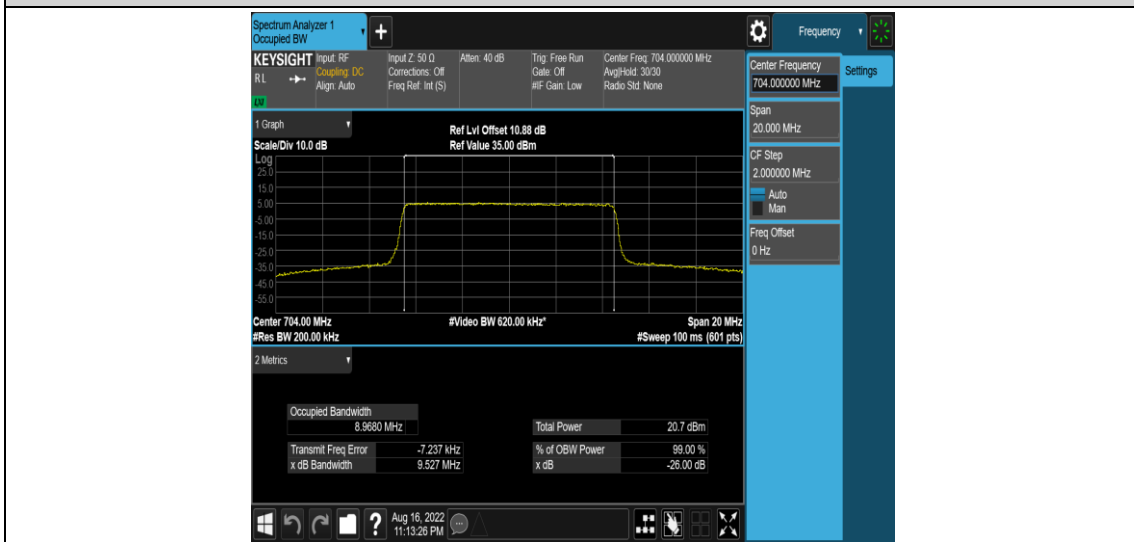 Spectrum Analyzer 1
Occupied BW
+
Frequency
KEYSIGHT
RL
LXI
Input: RF
Coupling: DC
Align: Auto
Input Z: 50 Ω
Corrections: Off
Freq Ref: Int (S)
Atten: 40 dB
Trig: Free Run
Gate: Off
#IF Gain: Low
Center Freq: 704.000000 MHz
Avg|Hold: 30/30
Radio Std: None
1 Graph
Scale/Div 10.0 dB
Ref Lvl Offset 10.88 dB
Ref Value 35.00 dBm
Log
25.0
15.0
5.00
-5.00
-15.0
-25.0
-35.0
-45.0
-55.0
Center 704.00 MHz
#Video BW 620.00 kHz*
Span 20 MHz
#Res BW 200.00 kHz
#Sweep 100 ms (601 pts)
2 Metrics
Occupied Bandwidth
8.9680 MHz
Transmit Freq Error -7.237 kHz
x dB Bandwidth 9.527 MHz
Total Power 20.7 dBm
% of OBW Power 99.00 %
x dB -26.00 dB
Center Frequency
704.000000 MHz
Settings
Span
20.000 MHz
CF Step
2.000000 MHz
Auto
Man
Freq Offset
0 Hz
?
Aug 16, 2022
11:13:26 PM